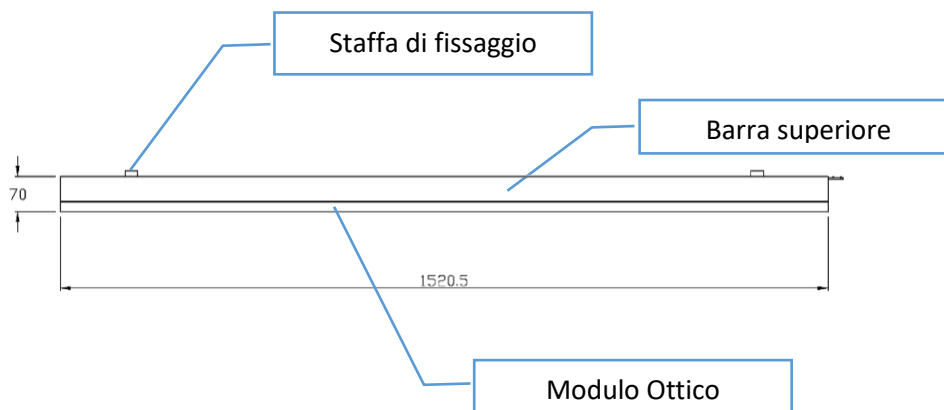 Staffa di fissaggio
Barra superiore
70
1520.5
Modulo Ottico